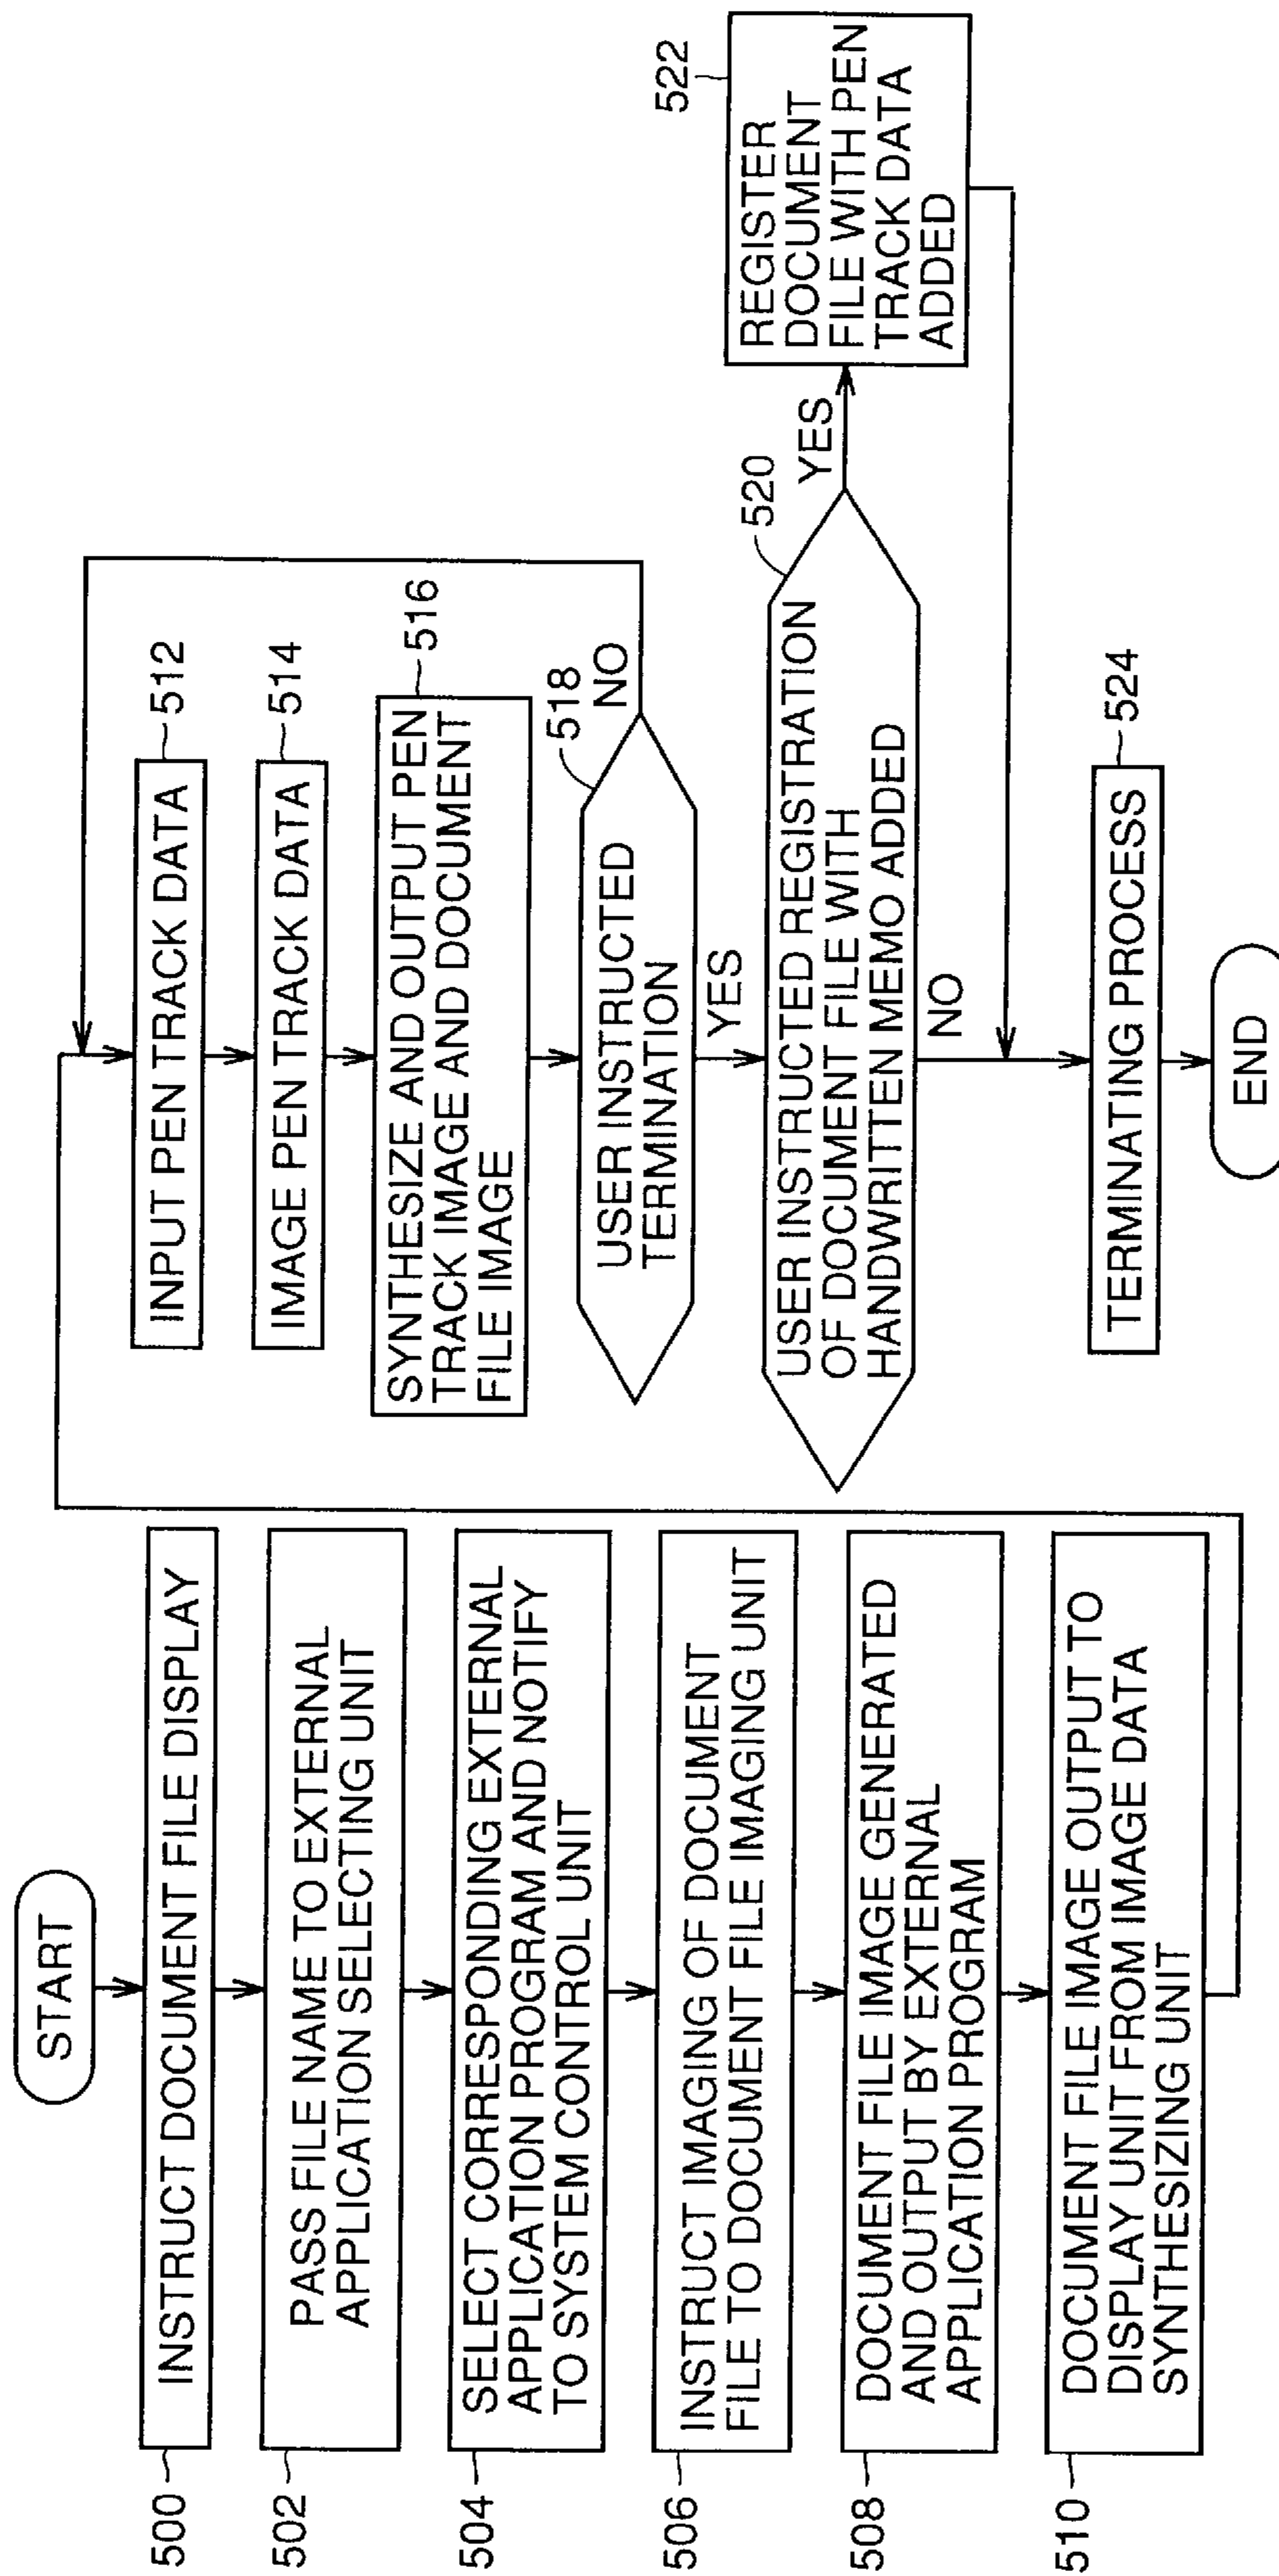 START
500
INSTRUCT DOCUMENT FILE DISPLAY
502
PASS FILE NAME TO EXTERNAL
APPLICATION SELECTING UNIT
504
SELECT CORRESPONDING EXTERNAL
APPLICATION PROGRAM AND NOTIFY
TO SYSTEM CONTROL UNIT
506
INSTRUCT IMAGING OF DOCUMENT
FILE TO DOCUMENT FILE IMAGING UNIT
508
DOCUMENT FILE IMAGE GENERATED
AND OUTPUT BY EXTERNAL
APPLICATION PROGRAM
510
DOCUMENT FILE IMAGE OUTPUT TO
DISPLAY UNIT FROM IMAGE DATA
SYNTHESIZING UNIT
INPUT PEN TRACK DATA
512
IMAGE PEN TRACK DATA
514
SYNTHESIZE AND OUTPUT PEN
TRACK IMAGE AND DOCUMENT
FILE IMAGE
516
USER INSTRUCTED
TERMINATION
518
NO
YES
USER INSTRUCTED REGISTRATION
OF DOCUMENT FILE WITH
HANDWRITTEN MEMO ADDED
520
YES
NO
522
REGISTER
DOCUMENT
FILE WITH PEN
TRACK DATA
ADDED
TERMINATING PROCESS
524
END